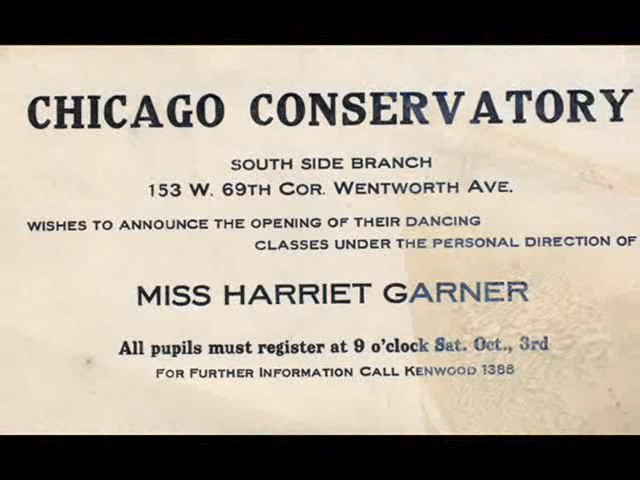 CHICAGO CONSERVATORY
SOUTH SIDE BRANCH
153 W. 69TH COR. WENTWORTH AVE.
WISHES TO ANNOUNCE THE OPENING OF THEIR DANCING
CLASSES UNDER THE PERSONAL DIRECTION OF
MISS HARRIET GARNER
All pupils must register at 9 o'clock Sat. Oct., 3rd
FOR FURTHER INFORMATION CALL KENWOOD 1388